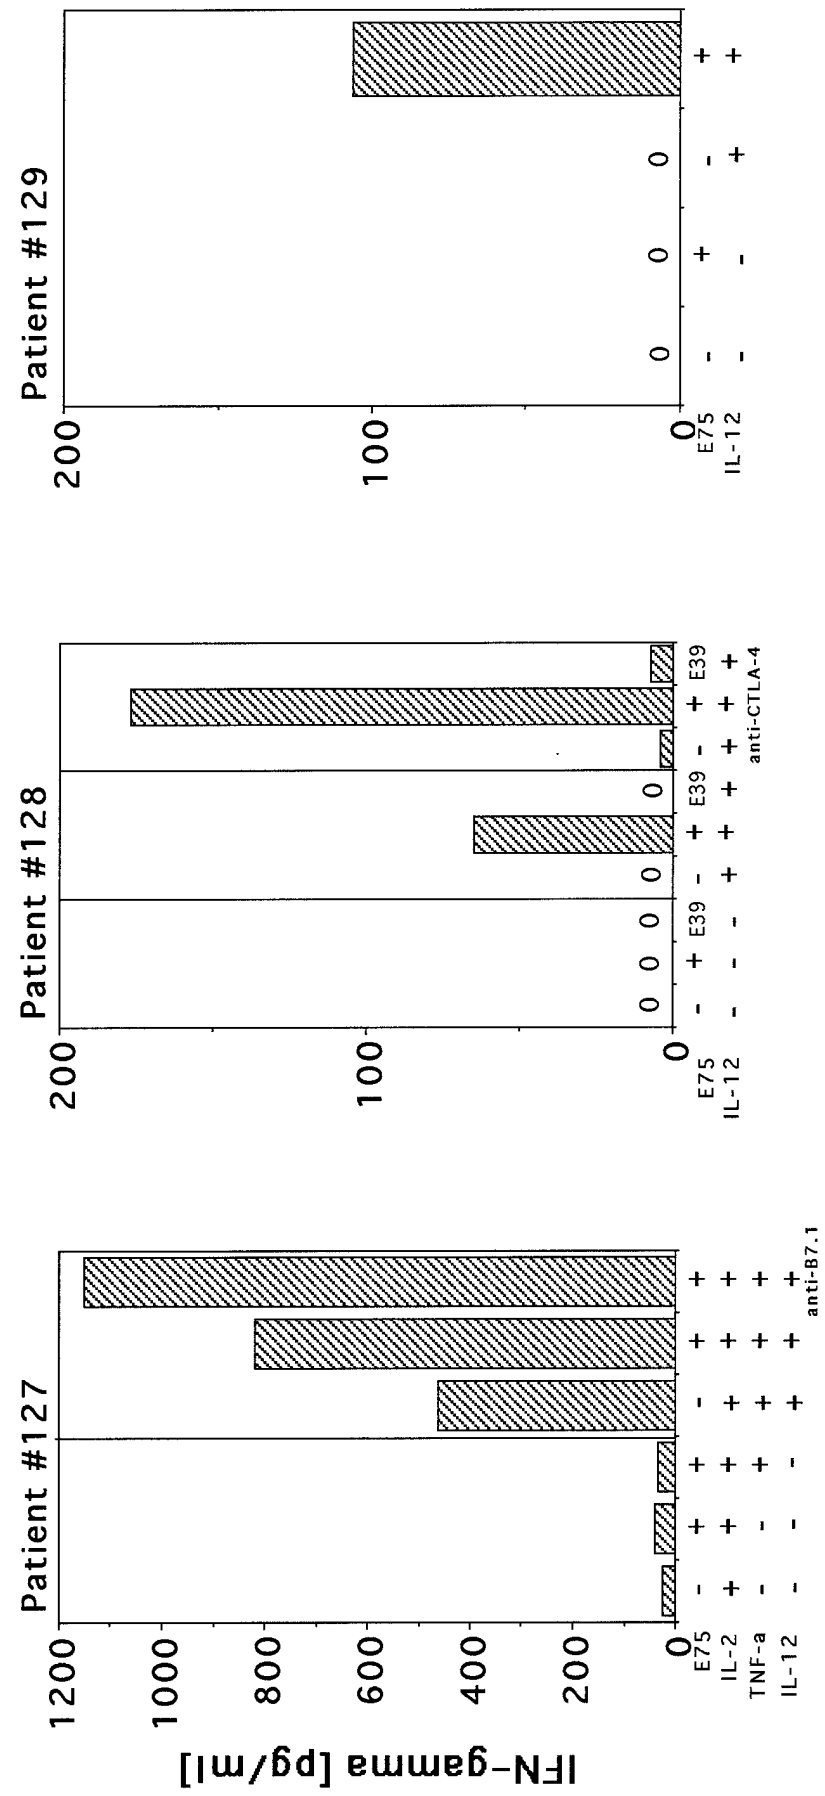 IFN-gamma [pg/ml]
Patient #127
1200
1000
800
600
400
200
0
E75 - + + - + +
IL-2 + + + + + +
TNF-a - - + + + +
IL-12 - - - + + +
anti-B7.1
Patient #128
200
100
0
0 0 0 0 0
E75 - + E39 - + E39 - + E39
IL-12 - - - + + + + + +
anti-CTLA-4
Patient #129
200
100
0
0 0 0
E75 - + - +
IL-12 - - + +